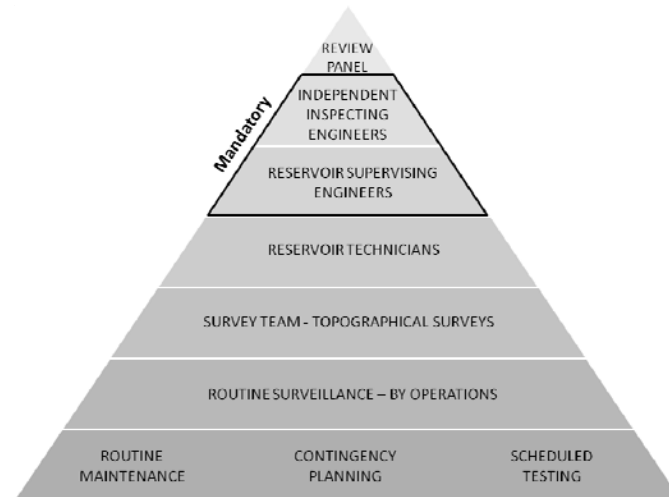 REVIEW
PANEL
Mandatory
INDEPENDENT
INSPECTING
ENGINEERS
RESERVOIR SUPERVISING
ENGINEERS
RESERVOIR TECHNICIANS
SURVEY TEAM - TOPOGRAPHICAL SURVEYS
ROUTINE SURVEILLANCE – BY OPERATIONS
ROUTINE
MAINTENANCE
CONTINGENCY
PLANNING
SCHEDULED
TESTING